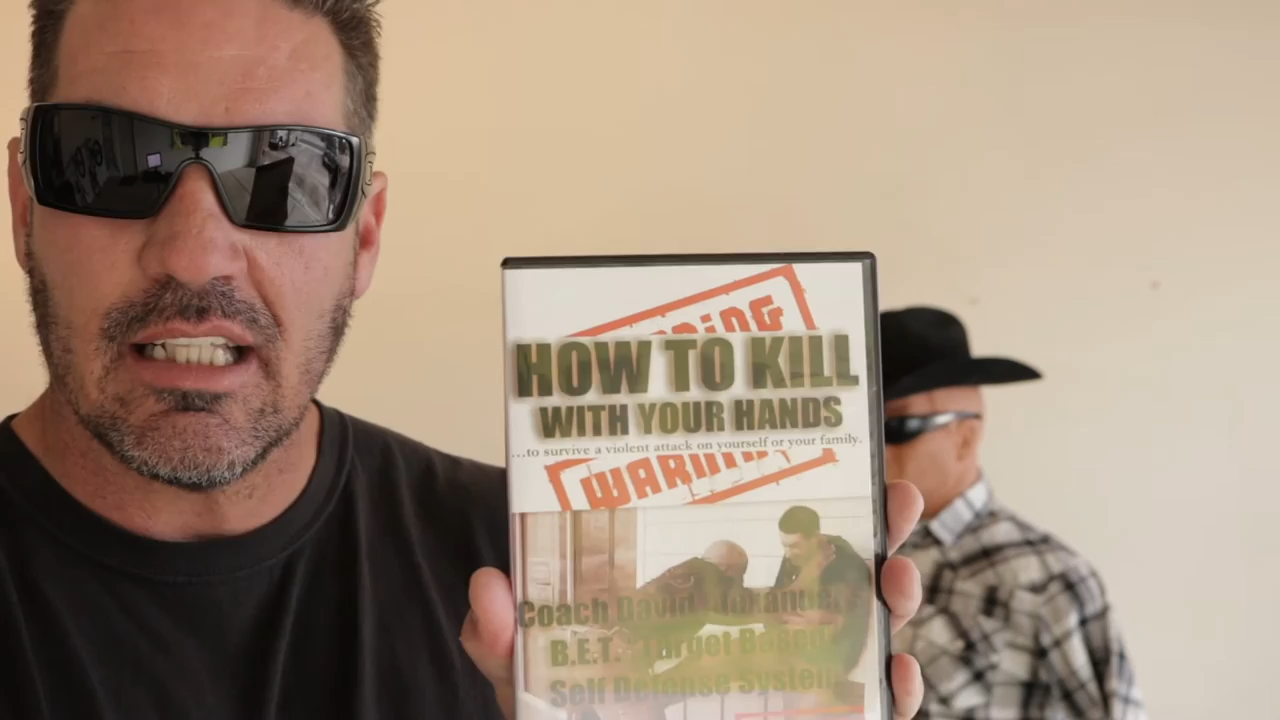 HOW TO KILL
WITH YOUR HANDS
...to survive a violent attack on yourself or your family.
WARNING
Coach David
B.E.T. Target Based
Self Defense System